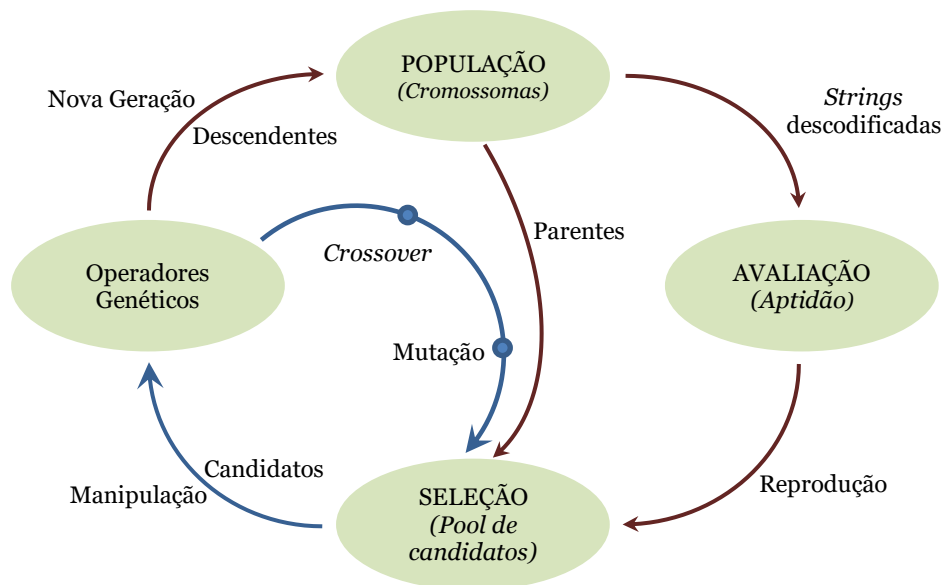 POPULAÇÃO
(Cromossomas)
Nova Geração
Descendentes
Strings
descodificadas
Parentes
Crossover
Operadores
Genéticos
AVALIAÇÃO
(Aptidão)
Mutação
Candidatos
Manipulação
Reprodução
SELEÇÃO
(Pool de
candidatos)